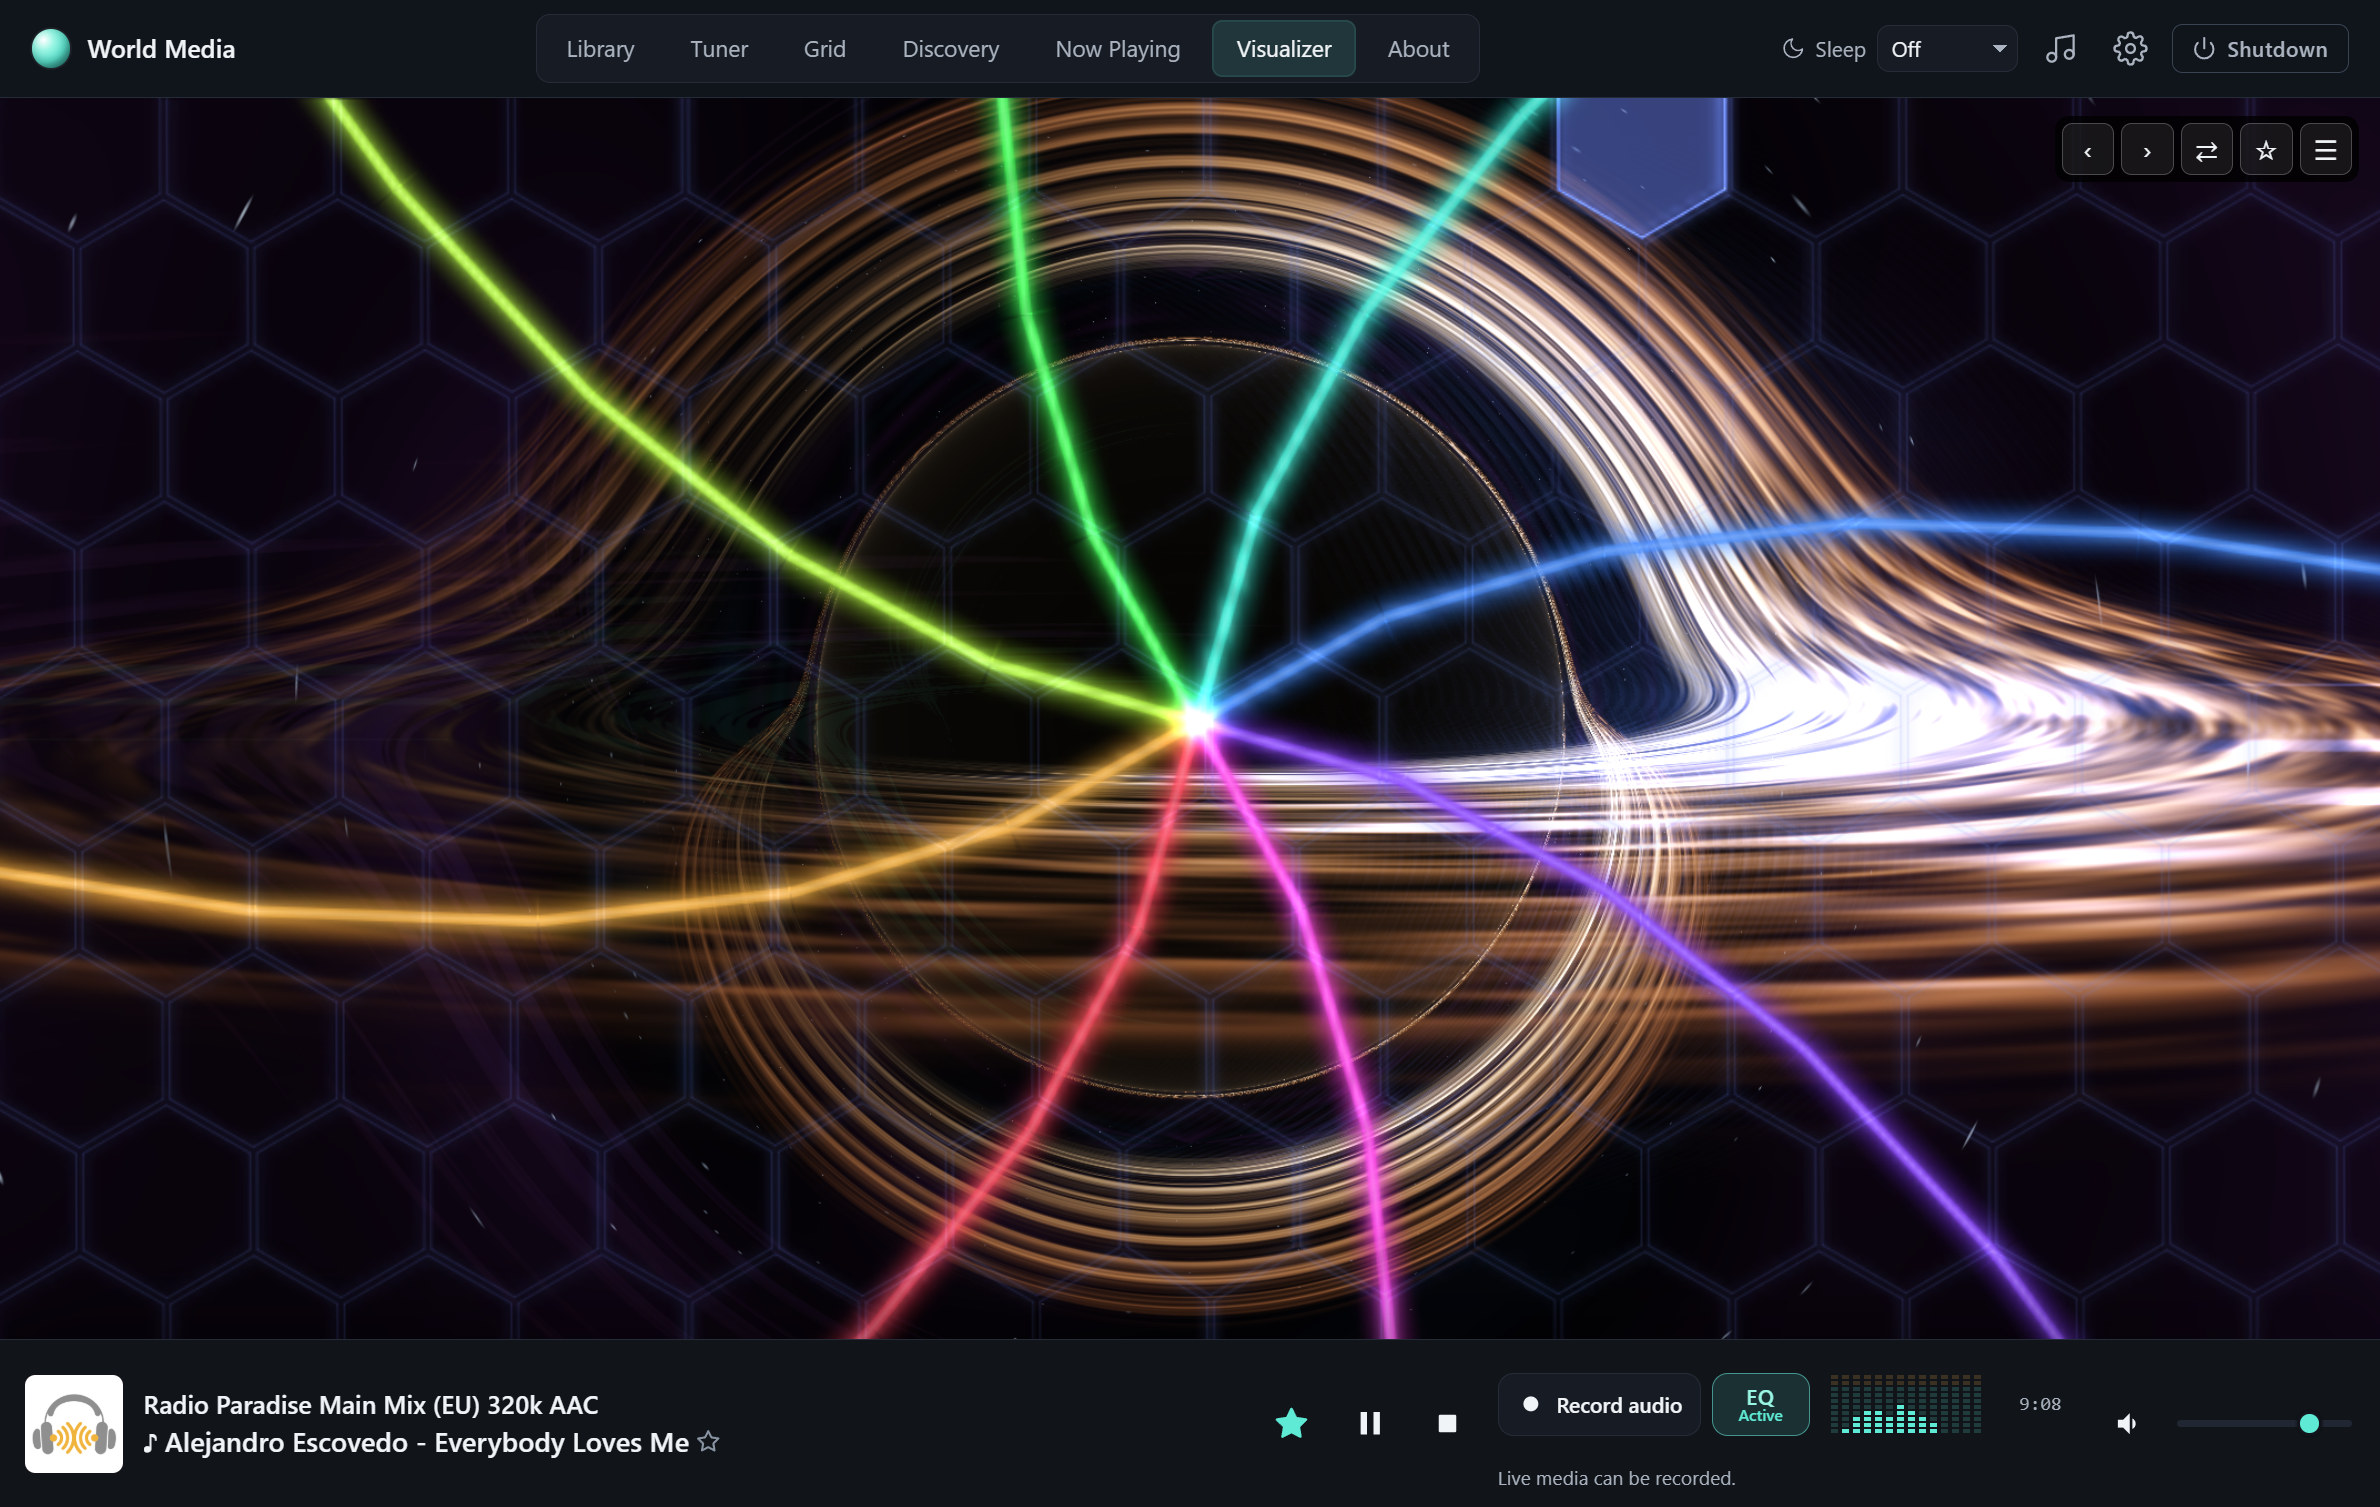 World Media
Library
Tuner
Grid
Discovery
Now Playing
Visualizer
About
Sleep
Off
Shutdown
Radio Paradise Main Mix (EU) 320k AAC
♪ Alejandro Escovedo - Everybody Loves Me
Record audio
EQ
Active
9:08
Live media can be recorded.